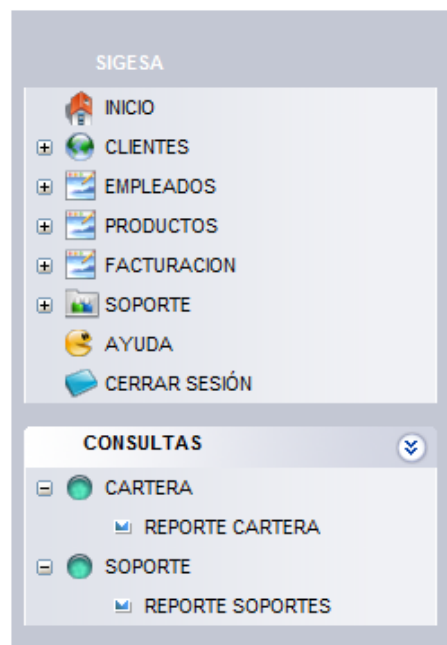 SIGESA
INICIO
CLIENTES
EMPLEADOS
PRODUCTOS
FACTURACION
SOPORTE
AYUDA
CERRAR SESIÓN
CONSULTAS
CARTERA
REPORTE CARTERA
SOPORTE
REPORTE SOPORTES